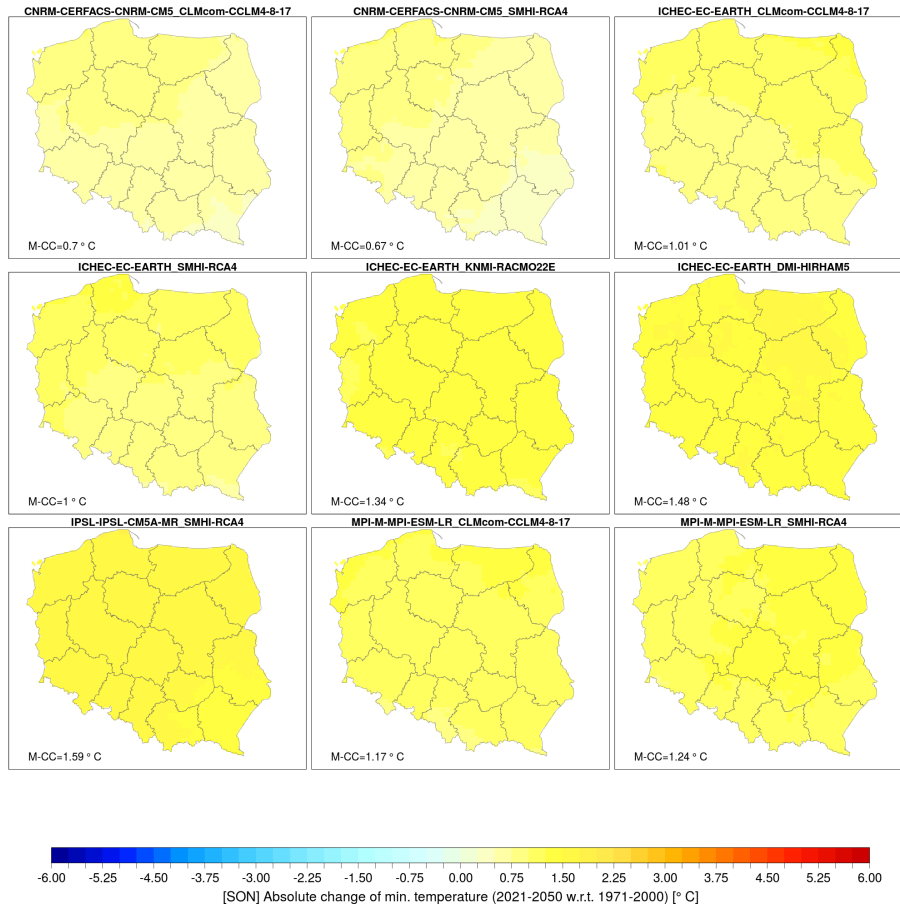 CNRM-CERFACS-CNRM-CM5_CLMcom-CCLM4-8-17
CNRM-CERFACS-CNRM-CM5_SMHI-RCA4
ICHEC-EC-EARTH_CLMcom-CCLM4-8-17
M-CC=0.7 ° C
M-CC=0.67 ° C
M-CC=1.01 ° C
ICHEC-EC-EARTH_SMHI-RCA4
ICHEC-EC-EARTH_KNMI-RACMO22E
ICHEC-EC-EARTH_DMI-HIRHAM5
M-CC=1 ° C
M-CC=1.34 ° C
M-CC=1.48 ° C
IPSL-IPSL-CM5A-MR_SMHI-RCA4
MPI-M-MPI-ESM-LR_CLMcom-CCLM4-8-17
MPI-M-MPI-ESM-LR_SMHI-RCA4
M-CC=1.59 ° C
M-CC=1.17 ° C
M-CC=1.24 ° C
-6.00 -5.25 -4.50 -3.75 -3.00 -2.25 -1.50 -0.75 0.00 0.75 1.50 2.25 3.00 3.75 4.50 5.25 6.00
[SON] Absolute change of min. temperature (2021-2050 w.r.t. 1971-2000) [° C]